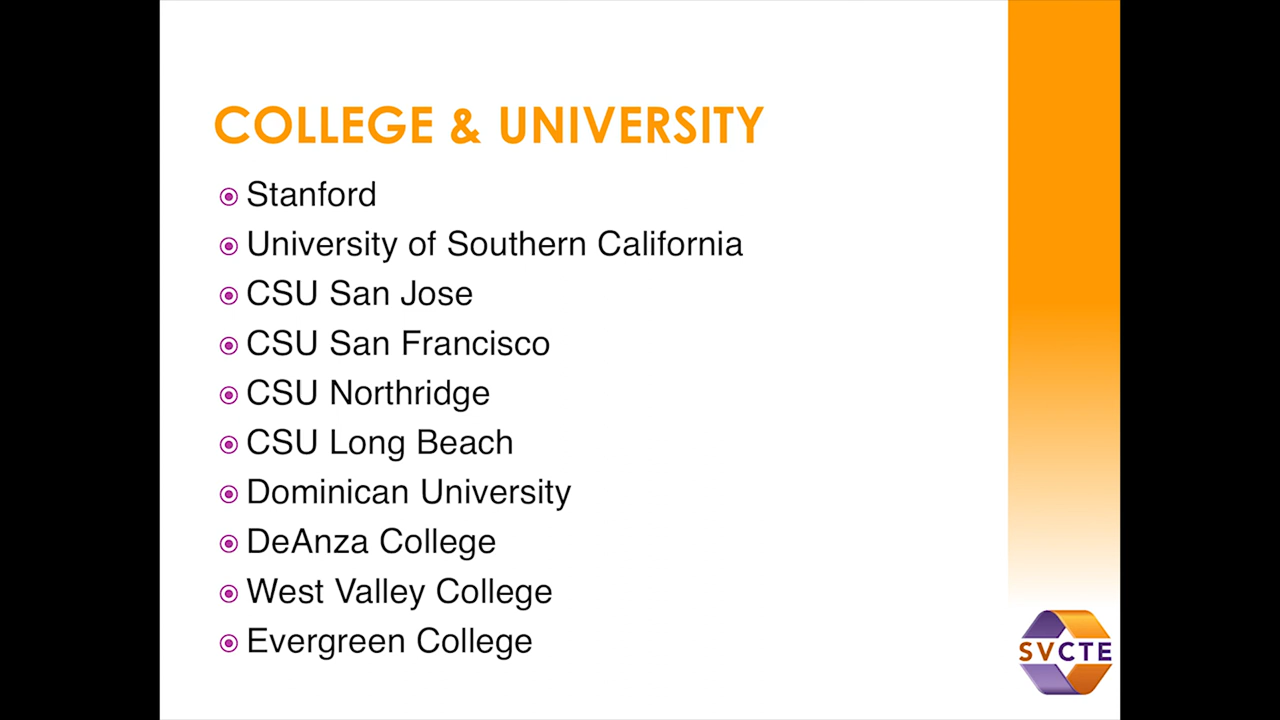 COLLEGE & UNIVERSITY
Stanford
University of Southern California
CSU San Jose
CSU San Francisco
CSU Northridge
CSU Long Beach
Dominican University
DeAnza College
West Valley College
Evergreen College
SVCTE